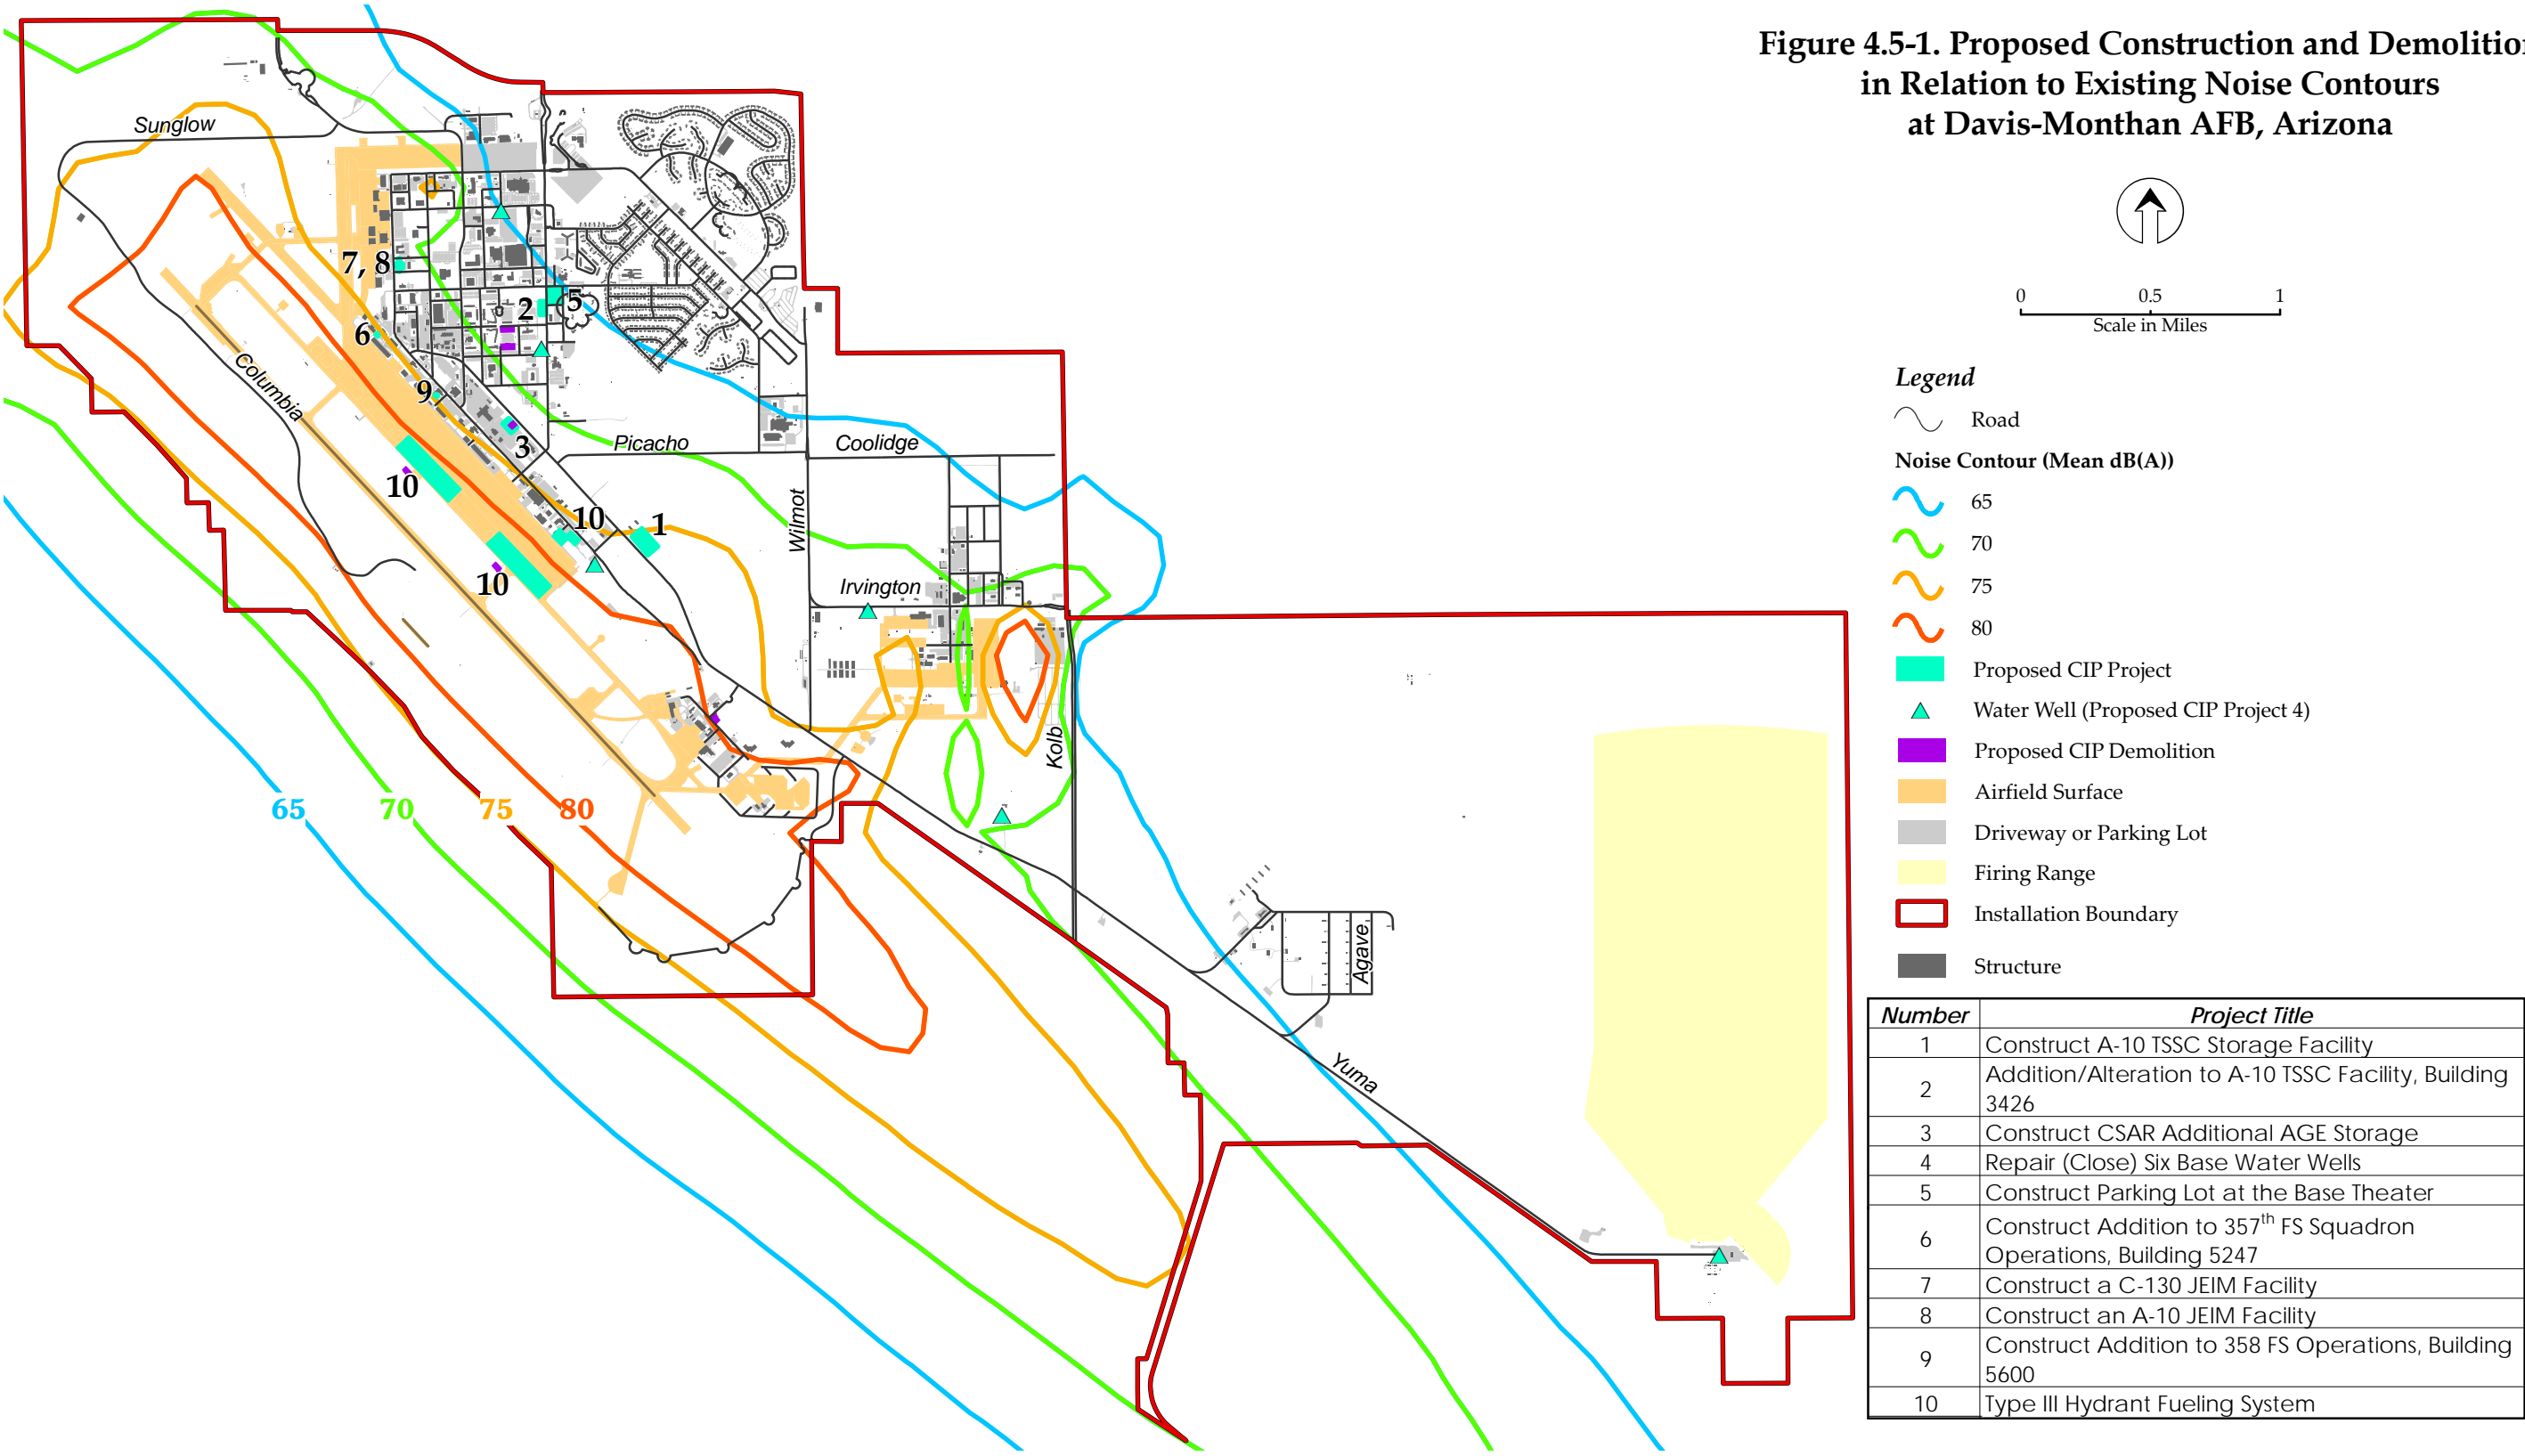 Figure 4.5-1. Proposed Construction and Demolition
in Relation to Existing Noise Contours
at Davis-Monthan AFB, Arizona
0 0.5 1
Scale in Miles
Legend
Road
Noise Contour (Mean dB(A))
65
70
75
80
Proposed CIP Project
Water Well (Proposed CIP Project 4)
Proposed CIP Demolition
Airfield Surface
Driveway or Parking Lot
Firing Range
Installation Boundary
Structure
Number Project Title
1 Construct A-10 TSSC Storage Facility
2 Addition/Alteration to A-10 TSSC Facility, Building
3426
3 Construct CSAR Additional AGE Storage
4 Repair (Close) Six Base Water Wells
5 Construct Parking Lot at the Base Theater
6 Construct Addition to 357th FS Squadron
Operations, Building 5247
7 Construct a C-130 JEIM Facility
8 Construct an A-10 JEIM Facility
9 Construct Addition to 358 FS Operations, Building
5600
10 Type III Hydrant Fueling System
Sunglow
7, 8
2
5
6
Columbia
9
3
Picacho
Coolidge
10
Wilmot
10
1
10
Irvington
Kolb
65
70
75
80
Agave
Yuma